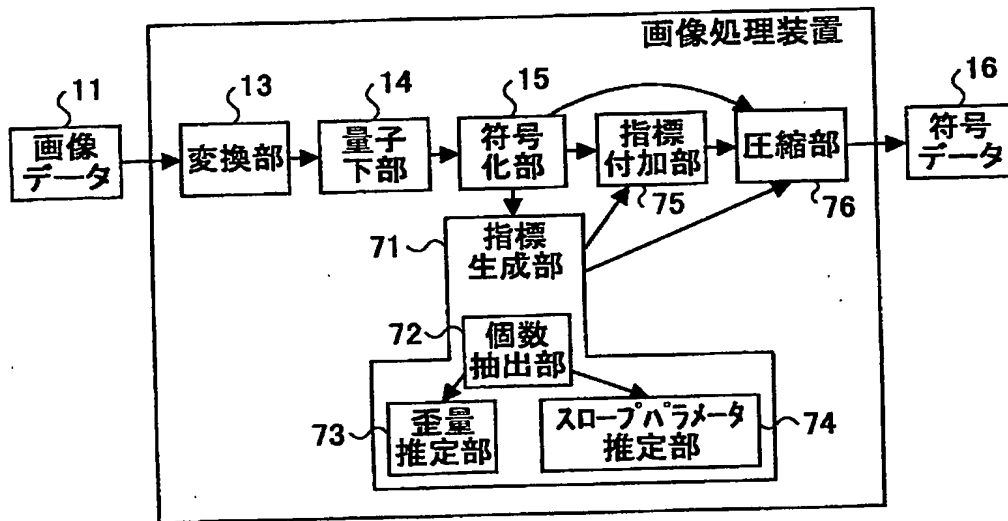 画像処理装置
11
13
14
15
16
画像
データ
変換部
量子
下部
符号
化部
指標
付加部
圧縮部
符号
データ
75
76
71
指標
生成部
72
個数
抽出部
73
歪量
推定部
スロープパラメータ
推定部
74